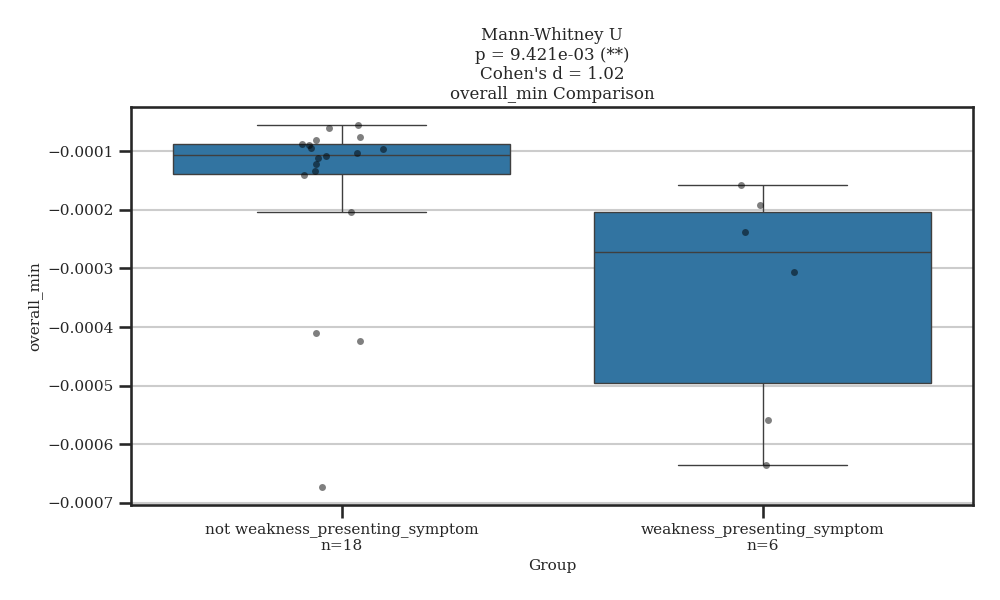 Mann-Whitney U
p = 9.421e-03 (**)
Cohen's d = 1.02
overall_min Comparison
overall_min
−0.0001
−0.0002
−0.0003
−0.0004
−0.0005
−0.0006
−0.0007
not weakness_presenting_symptom
n=18
weakness_presenting_symptom
n=6
Group